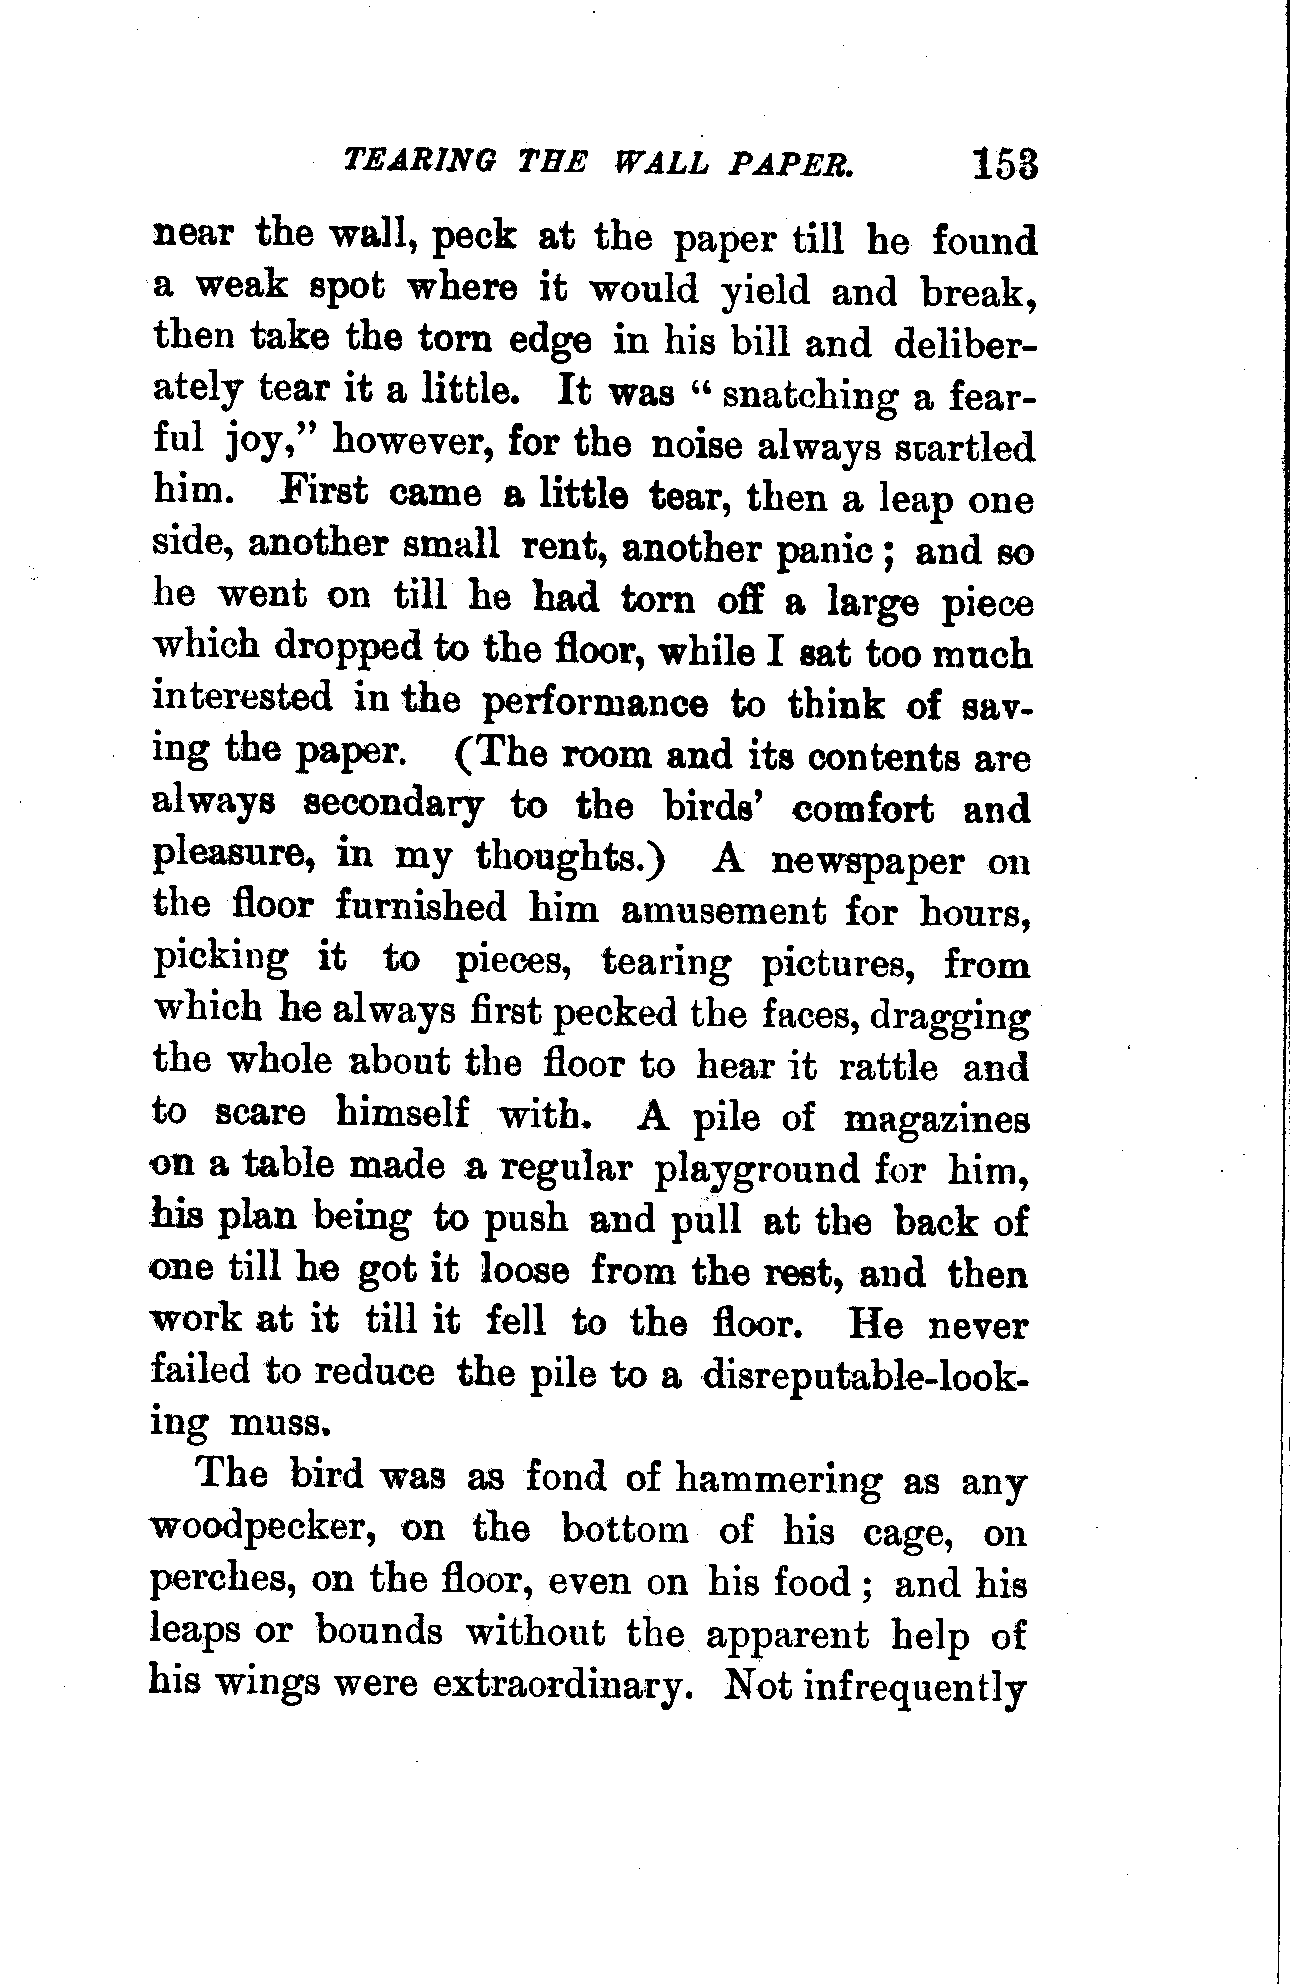 TEARING THE WALL PAPER. 153
near the wall, peck at the paper till he found
a weak spot where it would yield and break,
then take the torn edge in his bill and deliber-
ately tear it a little. It was “ snatching a fear-
ful joy,” however, for the noise always startled
him. First came a little tear, then a leap one
side, another small rent, another panic ; and so
he went on till he had torn off a large piece
which dropped to the floor, while I sat too much
interested in the performance to think of sav-
ing the paper. (The room and its contents are
always secondary to the birds’ comfort and
pleasure, in my thoughts.) A newspaper on
the floor furnished him amusement for hours,
picking it to pieces, tearing pictures, from
which he always first pecked the faces, dragging
the whole about the floor to hear it rattle and
to scare himself with. A pile of magazines
on a table made a regular playground for him,
his plan being to push and pull at the back of
one till he got it loose from the rest, and then
work at it till it fell to the floor. He never
failed to reduce the pile to a disreputable-look-
ing muss.
The bird was as fond of hammering as any
woodpecker, on the bottom of his cage, on
perches, on the floor, even on his food ; and his
leaps or bounds without the apparent help of
his wings were extraordinary. Not infrequently